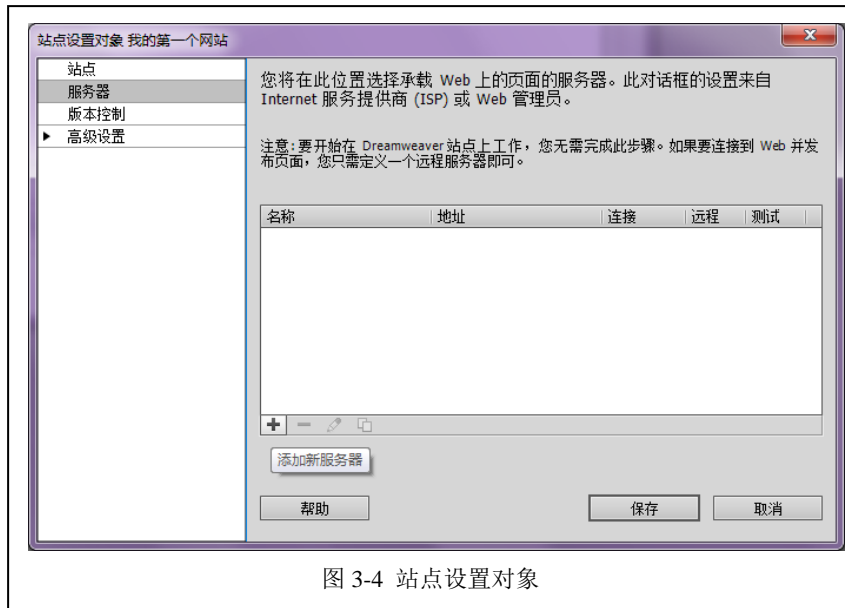 站点设置对象 我的第一个网站
站点
服务器
版本控制
高级设置
您将在此位置选择承载 Web 上的页面的服务器。此对话框的设置来自
Internet 服务提供商 (ISP) 或 Web 管理员。
注意:要开始在 Dreamweaver 站点上工作，您无需完成此步骤。如果要连接到 Web 并发
布页面，您只需定义一个远程服务器即可。
名称 地址 连接 远程 测试
添加新服务器
帮助 保存 取消
图 3-4 站点设置对象